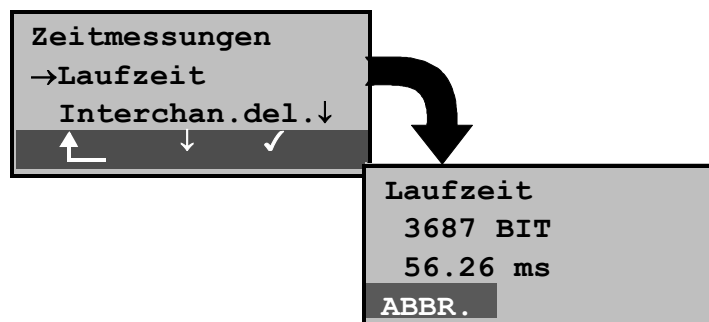 Zeitmessungen
→Laufzeit
Interchan.del.↓
↓ ✓
Laufzeit
3687 BIT
56.26 ms
ABBR.